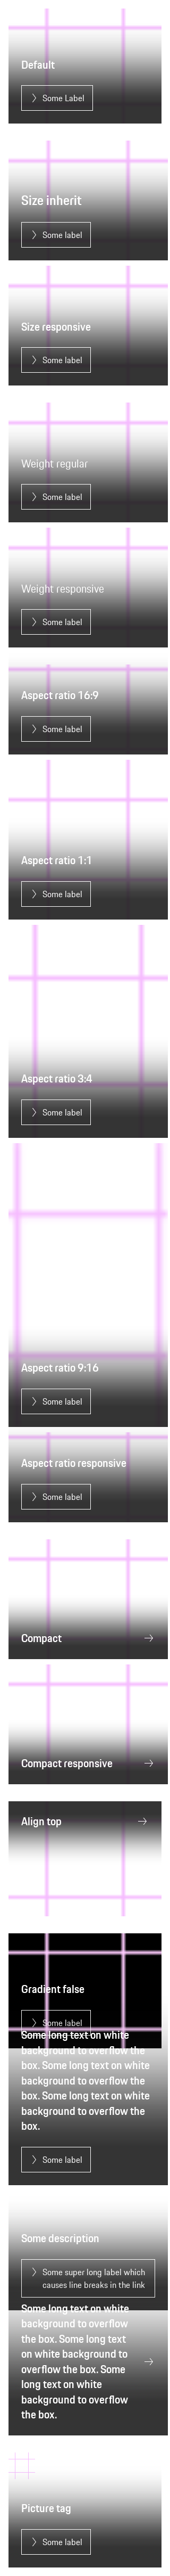 Default
Some Label
Size inherit
Some label
Size responsive
Some label
Weight regular
Some label
Weight responsive
Some label
Aspect ratio 16:9
Some label
Aspect ratio 1:1
Some label
Aspect ratio 3:4
Some label
Aspect ratio 9:16
Some label
Aspect ratio responsive
Some label
Compact
Compact responsive
Align top
Gradient false
Some label
Some long text on white
background to overflow the
box. Some long text on white
background to overflow the
box. Some long text on white
background to overflow the
box.
Some label
Some description
Some super long label which
causes line breaks in the link
Some long text on white
background to overflow
the box. Some long text
on white background to
overflow the box. Some
long text on white
background to overflow
the box.
Picture tag
Some label